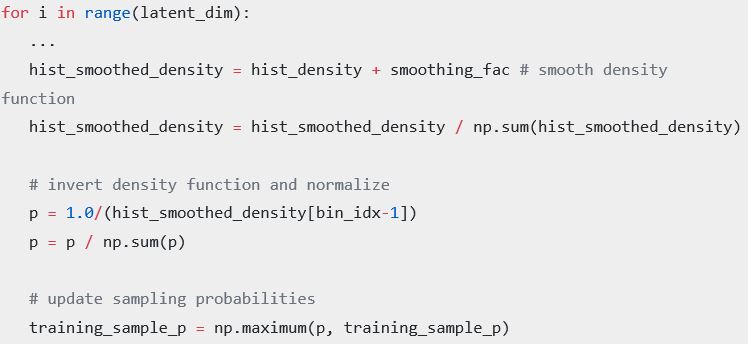 for i in range(latent_dim):
...
hist_smoothed_density = hist_density + smoothing_fac # smooth density
function
hist_smoothed_density = hist_smoothed_density / np.sum(hist_smoothed_density)
# invert density function and normalize
p = 1.0/(hist_smoothed_density[bin_idx-1])
p = p / np.sum(p)
# update sampling probabilities
training_sample_p = np.maximum(p, training_sample_p)